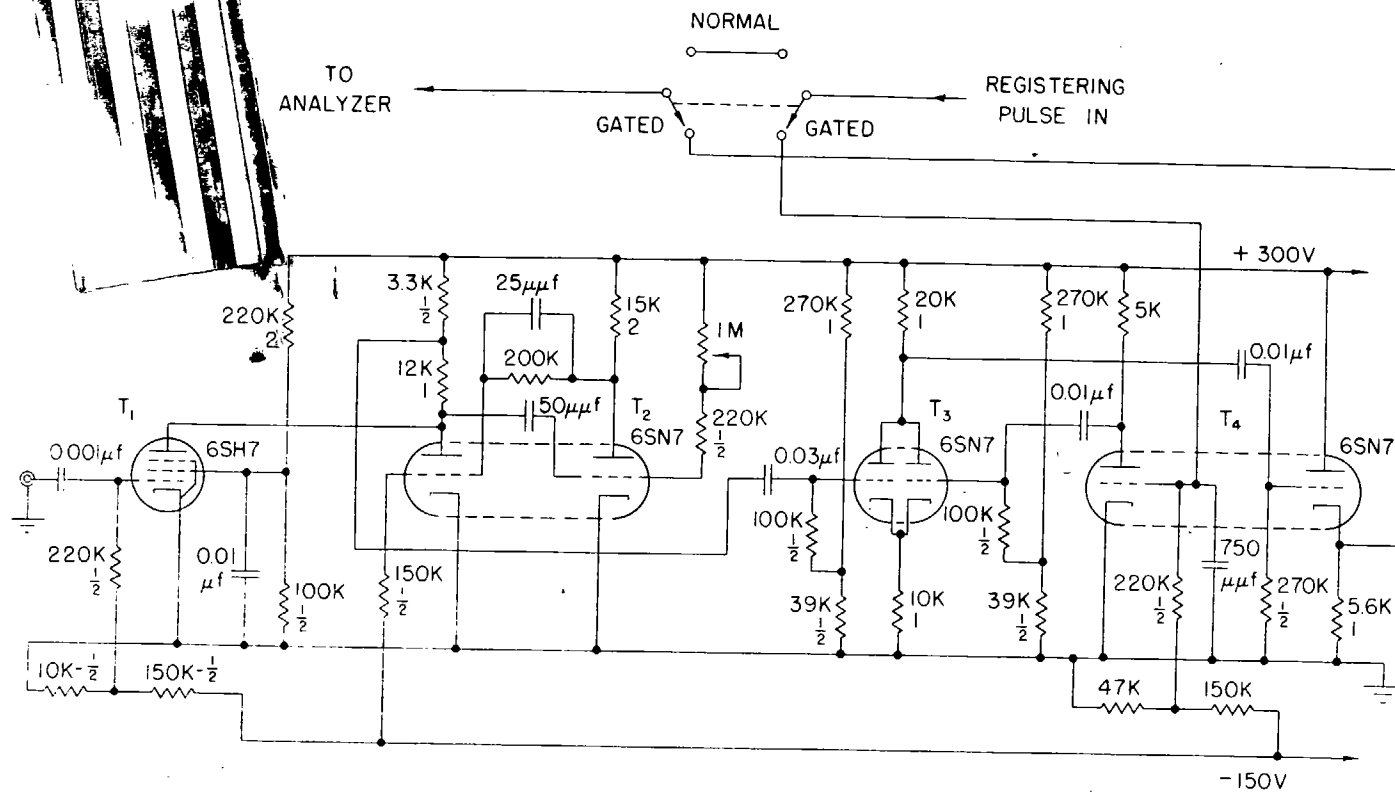 NORMAL
TO
ANALYZER
REGISTERING
PULSE IN
GATED
GATED
+ 300V
220K
2
3.3K
1/2
25μμf
15K
2
1M
270K
1
20K
1
270K
1
5K
12K
1
200K
50μμf
220K
1/2
0.01μf
0.01μf
T1
6SH7
T2
6SN7
T3
6SN7
T4
6SN7
0.001μf
0.03μf
220K
1/2
0.01
μf
100K
1/2
150K
1/2
100K
1/2
39K
1/2
10K
1
100K
1/2
39K
1/2
220K
1/2
750
μμf
270K
1/2
5.6K
1
10K-1/2
150K-1/2
47K
150K
-150V